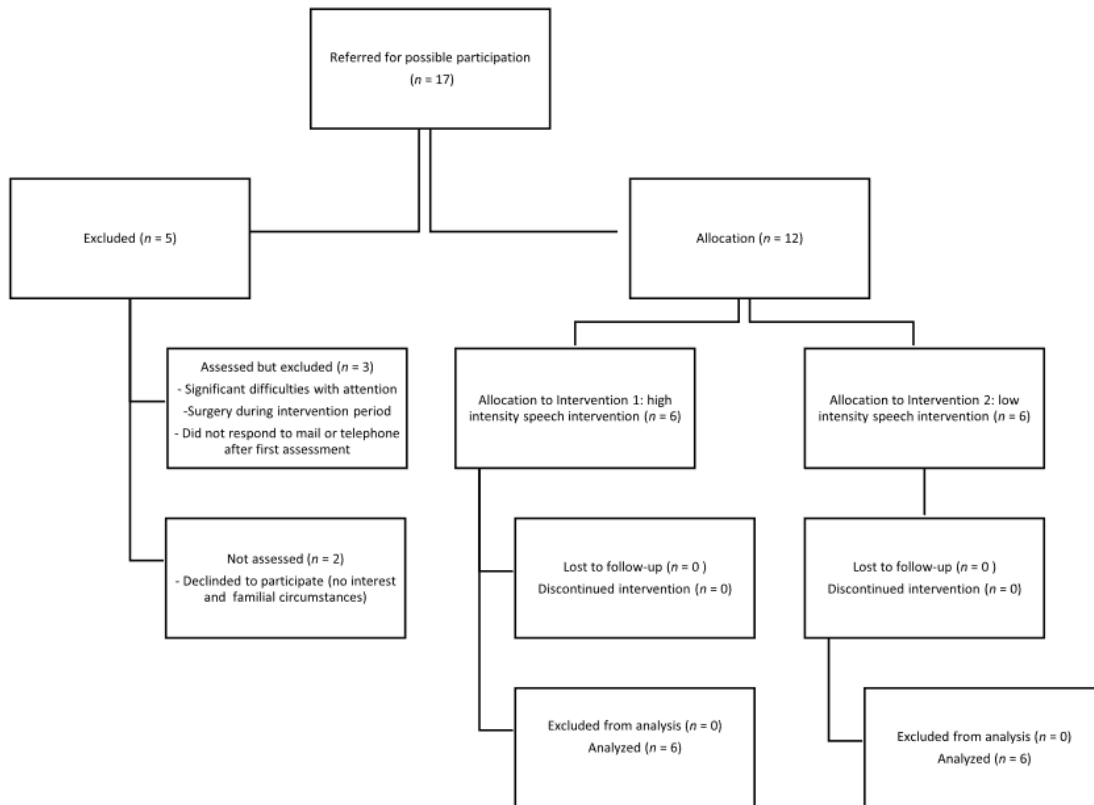 Referred for possible participation
(n = 17)
Excluded (n = 5)
Allocation (n = 12)
Assessed but excluded (n = 3)
- Significant difficulties with attention
-Surgery during intervention period
- Did not respond to mail or telephone
after first assessment
Allocation to Intervention 1: high
intensity speech intervention (n = 6)
Allocation to Intervention 2: low
intensity speech intervention (n = 6)
Not assessed (n = 2)
- Declinded to participate (no interest
and familial circumstances)
Lost to follow-up (n = 0 )
Discontinued intervention (n = 0)
Lost to follow-up (n = 0 )
Discontinued intervention (n = 0)
Excluded from analysis (n = 0)
Analyzed (n = 6)
Excluded from analysis (n = 0)
Analyzed (n = 6)